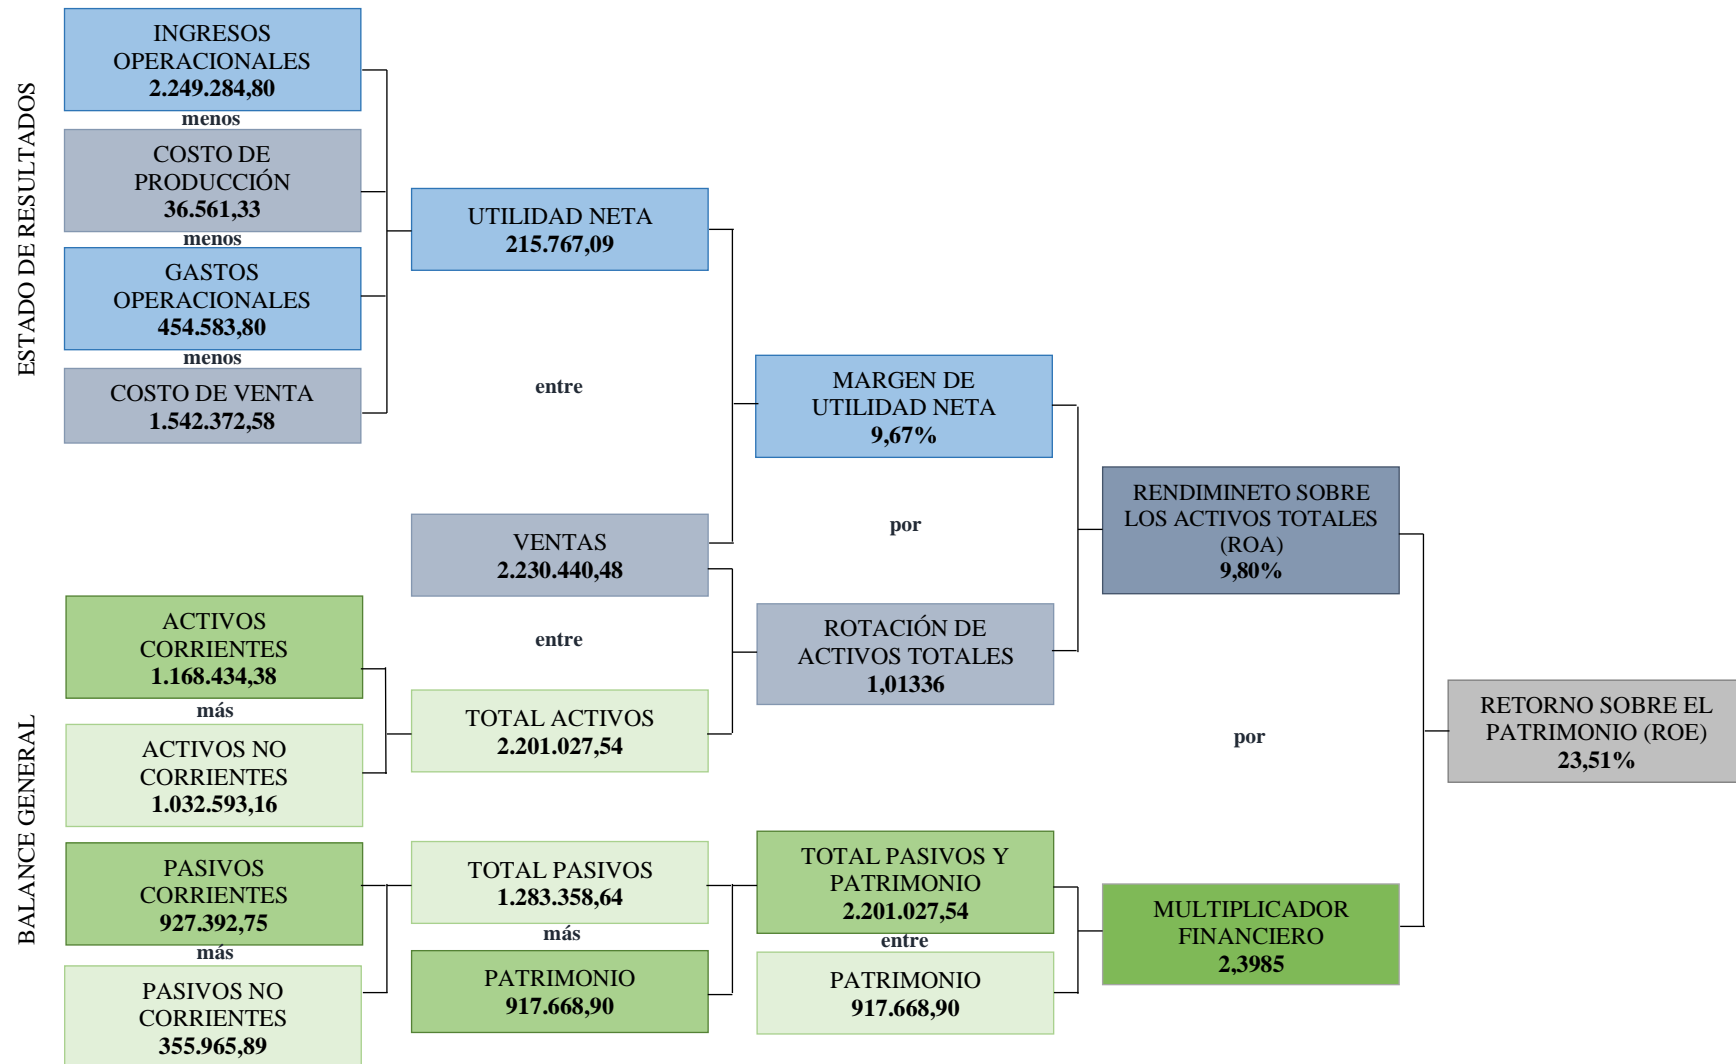 ESTADO DE RESULTADOS
INGRESOS
OPERACIONALES
2.249.284,80
menos
COSTO DE
PRODUCCIÓN
36.561,33
menos
GASTOS
OPERACIONALES
454.583,80
menos
COSTO DE VENTA
1.542.372,58
UTILIDAD NETA
215.767,09
entre
VENTAS
2.230.440,48
MARGEN DE
UTILIDAD NETA
9,67%
por
RENDIMINETO SOBRE
LOS ACTIVOS TOTALES
(ROA)
9,80%
BALANCE GENERAL
ACTIVOS
CORRIENTES
1.168.434,38
más
ACTIVOS NO
CORRIENTES
1.032.593,16
entre
TOTAL ACTIVOS
2.201.027,54
ROTACIÓN DE
ACTIVOS TOTALES
1,01336
por
RETORNO SOBRE EL
PATRIMONIO (ROE)
23,51%
PASIVOS
CORRIENTES
927.392,75
más
PASIVOS NO
CORRIENTES
355.965,89
TOTAL PASIVOS
1.283.358,64
más
PATRIMONIO
917.668,90
TOTAL PASIVOS Y
PATRIMONIO
2.201.027,54
entre
PATRIMONIO
917.668,90
MULTIPLICADOR
FINANCIERO
2,3985